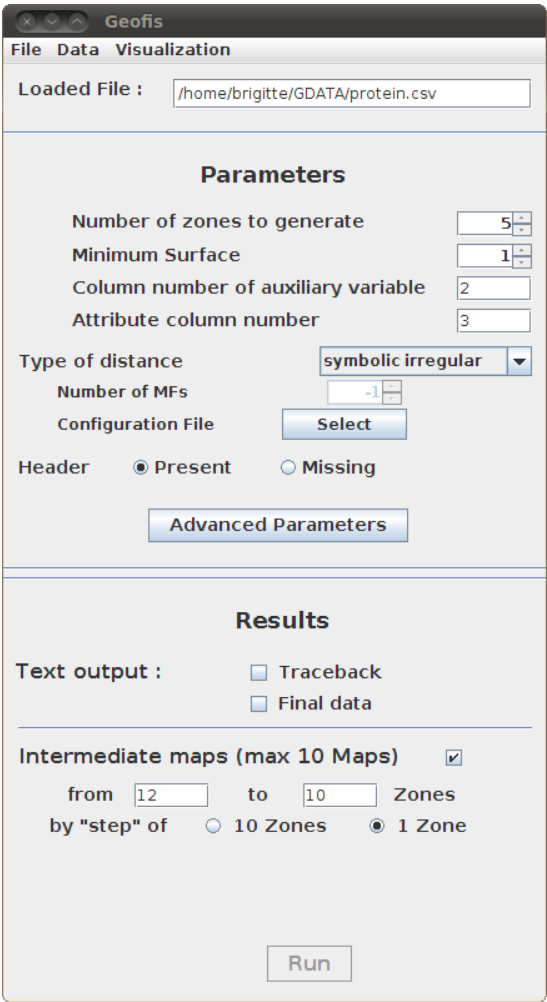 Geofis
File Data Visualization
Loaded File : /home/brigitte/GDATA/protein.csv
Parameters
Number of zones to generate 5
Minimum Surface 1
Column number of auxiliary variable 2
Attribute column number 3
Type of distance symbolic irregular
Number of MFs -1
Configuration File Select
Header Present Missing
Advanced Parameters
Results
Text output : Traceback
Final data
Intermediate maps (max 10 Maps)
from 12 to 10 Zones
by "step" of 10 Zones 1 Zone
Run